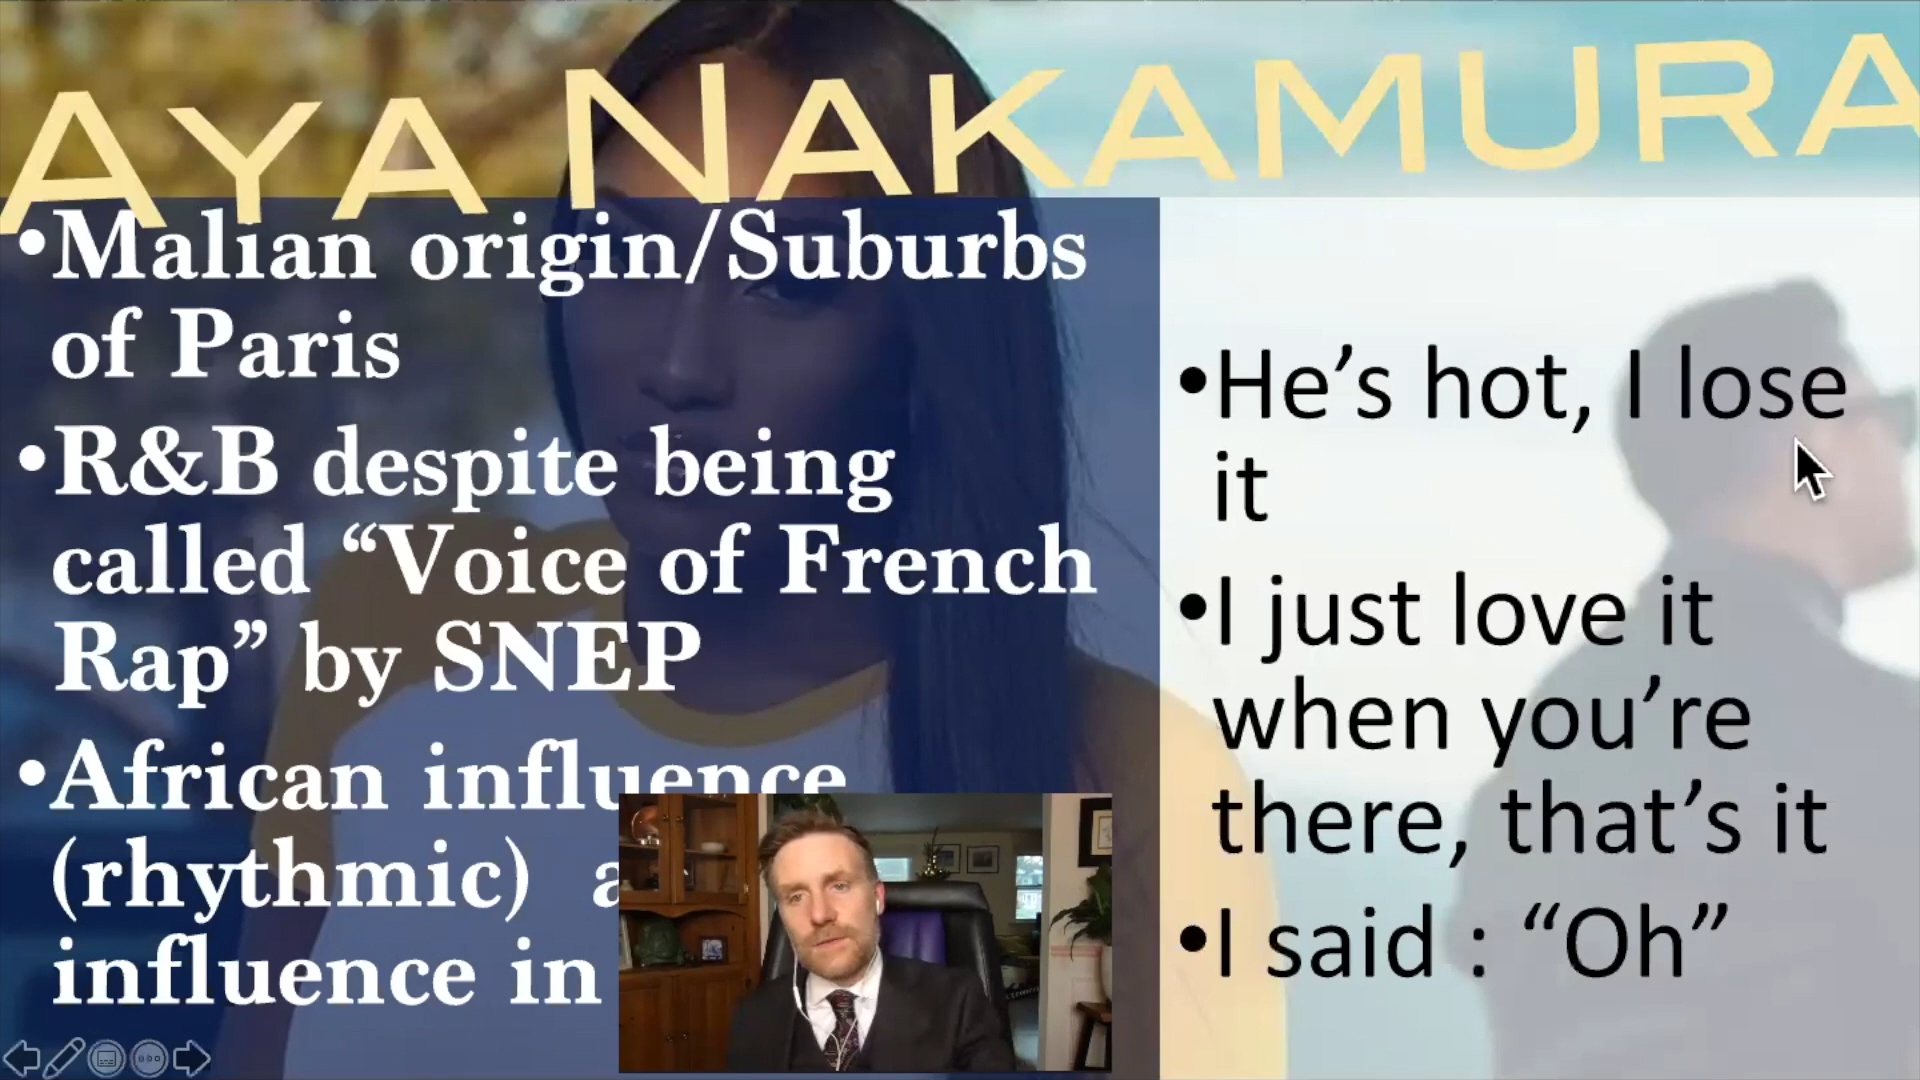 AYA NAKAMURA
•Malian origin/Suburbs
of Paris
•R&B despite being
called “Voice of French
Rap” by SNEP
•African influence
(rhythmic)
influence in
•He’s hot, I lose
it
•I just love it
when you’re
there, that’s it
•I said : “Oh”